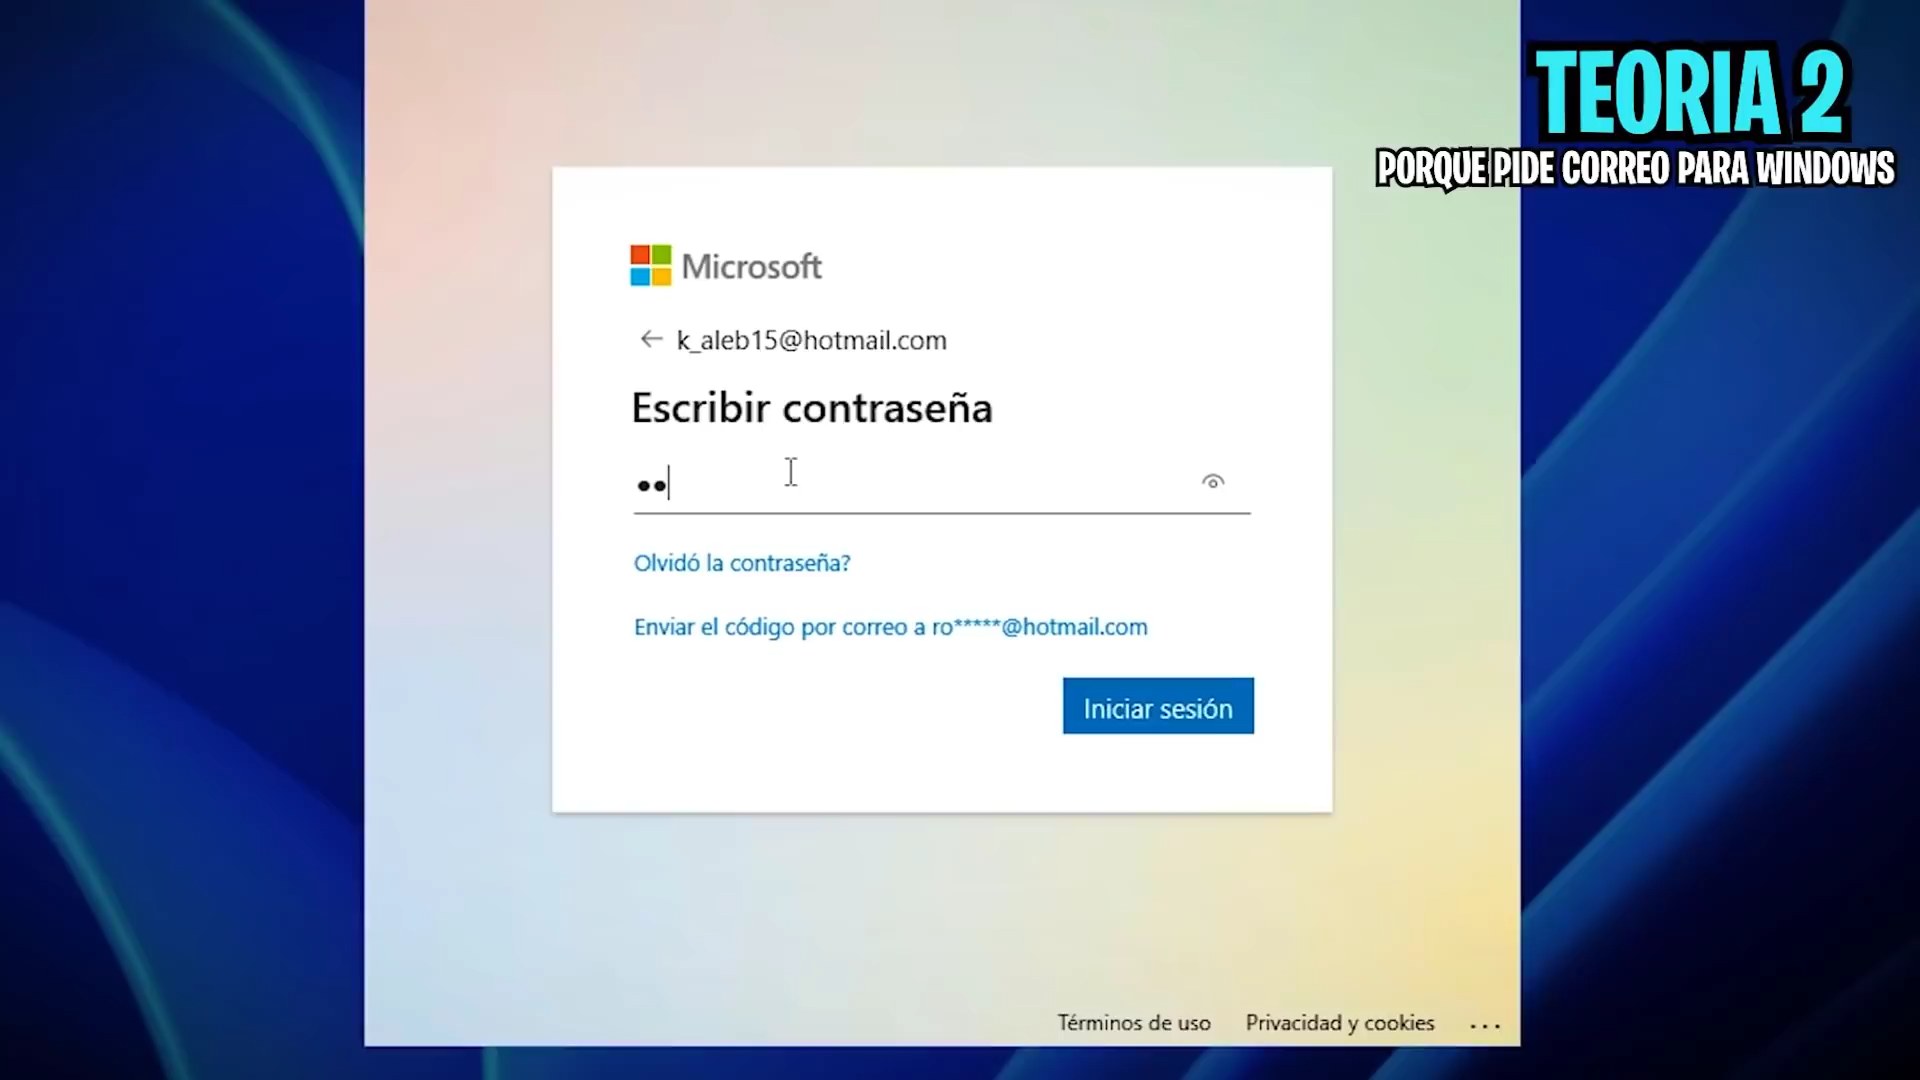 TEORIA 2
PORQUE PIDE CORREO PARA WINDOWS
Microsoft
k_aleb15@hotmail.com
Escribir contraseña
Olvidó la contraseña?
Enviar el código por correo a ro*****@hotmail.com
Iniciar sesión
Términos de uso Privacidad y cookies ...